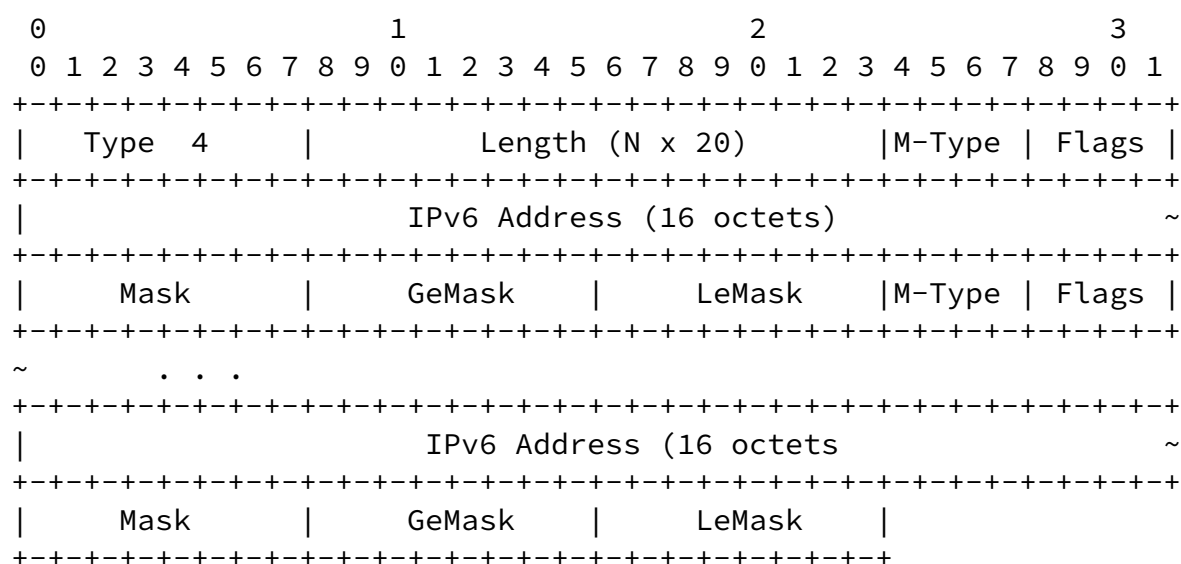 0                   1                   2                   3
 0 1 2 3 4 5 6 7 8 9 0 1 2 3 4 5 6 7 8 9 0 1 2 3 4 5 6 7 8 9 0 1
+-+-+-+-+-+-+-+-+-+-+-+-+-+-+-+-+-+-+-+-+-+-+-+-+-+-+-+-+-+-+-+-+
|    Type  4    |         Length (N x 20)       |M-Type | Flags |
+-+-+-+-+-+-+-+-+-+-+-+-+-+-+-+-+-+-+-+-+-+-+-+-+-+-+-+-+-+-+-+-+
|                     IPv6 Address (16 octets)                  ~
+-+-+-+-+-+-+-+-+-+-+-+-+-+-+-+-+-+-+-+-+-+-+-+-+-+-+-+-+-+-+-+-+
|     Mask      |     GeMask    |     LeMask    |M-Type | Flags |
+-+-+-+-+-+-+-+-+-+-+-+-+-+-+-+-+-+-+-+-+-+-+-+-+-+-+-+-+-+-+-+-+
~       . . .
+-+-+-+-+-+-+-+-+-+-+-+-+-+-+-+-+-+-+-+-+-+-+-+-+-+-+-+-+-+-+-+-+
|                      IPv6 Address (16 octets                  ~
+-+-+-+-+-+-+-+-+-+-+-+-+-+-+-+-+-+-+-+-+-+-+-+-+-+-+-+-+-+-+-+-+
|     Mask      |     GeMask    |     LeMask    |
+-+-+-+-+-+-+-+-+-+-+-+-+-+-+-+-+-+-+-+-+-+-+-+-+